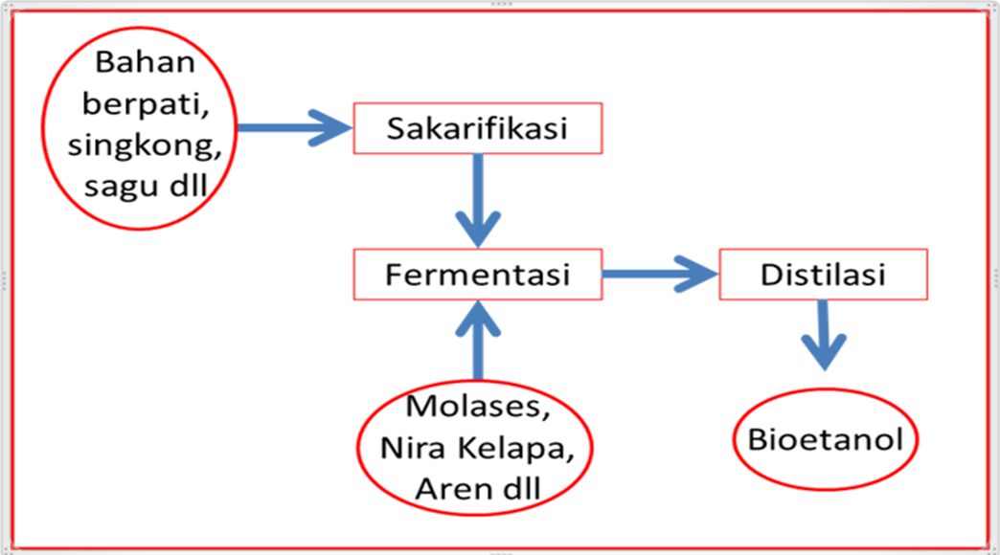 Bahan
berpati,
singkong,
sagu dll
Sakarifikasi
Fermentasi
Distilasi
Molases,
Nira Kelapa,
Aren dll
Bioetanol